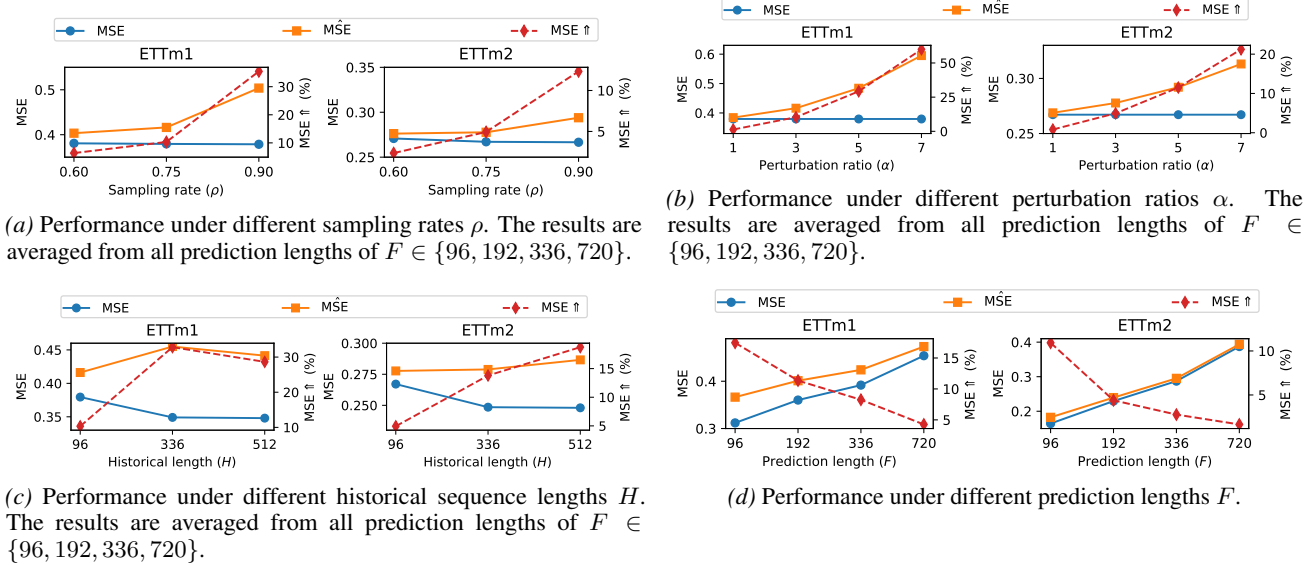 MSE MŜE MSE ⇑
ETTm1 ETTm2
0.5
0.4
MSE
30
20
10
MSE ⇑ (%)
0.60 0.75 0.90
Sampling rate (ρ)
0.35
0.30
0.25
MSE
10
5
MSE ⇑ (%)
0.60 0.75 0.90
Sampling rate (ρ)
(a) Performance under different sampling rates ρ. The results are
averaged from all prediction lengths of F ∈ {96, 192, 336, 720}.
MSE MŜE MSE ⇑
ETTm1 ETTm2
0.6
0.5
0.4
MSE
50
25
0
MSE ⇑ (%)
1 3 5 7
Perturbation ratio (α)
0.30
0.25
MSE
20
10
0
MSE ⇑ (%)
1 3 5 7
Perturbation ratio (α)
(b) Performance under different perturbation ratios α. The
results are averaged from all prediction lengths of F ∈
{96, 192, 336, 720}.
MSE MŜE MSE ⇑
ETTm1 ETTm2
0.45
0.40
0.35
MSE
30
20
10
MSE ⇑ (%)
96 336 512
Historical length (H)
0.300
0.275
0.250
MSE
15
10
5
MSE ⇑ (%)
96 336 512
Historical length (H)
(c) Performance under different historical sequence lengths H.
The results are averaged from all prediction lengths of F ∈
{96, 192, 336, 720}.
MSE MŜE MSE ⇑
ETTm1 ETTm2
0.4
0.3
MSE
15
10
5
MSE ⇑ (%)
96 192 336 720
Prediction length (F)
0.4
0.3
0.2
MSE
10
5
MSE ⇑ (%)
96 192 336 720
Prediction length (F)
(d) Performance under different prediction lengths F.